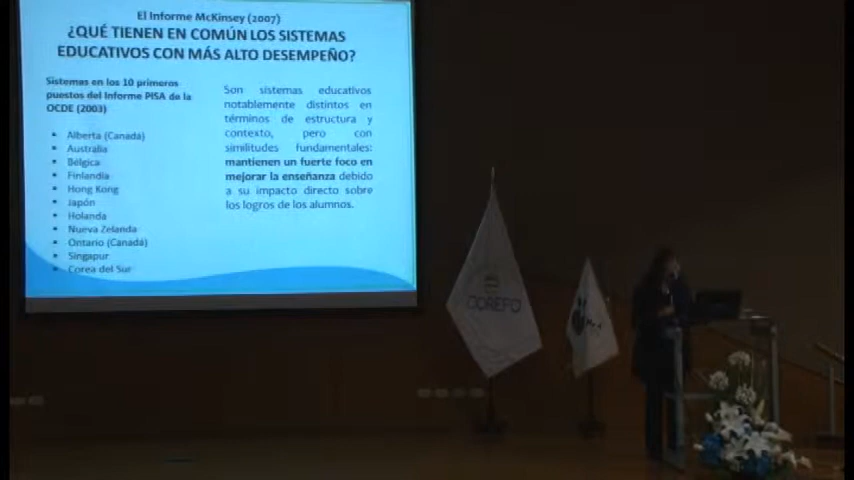 El Informe McKinsey (2007)
¿QUÉ TIENEN EN COMÚN LOS SISTEMAS
EDUCATIVOS CON MÁS ALTO DESEMPEÑO?
Sistemas en los 10 primeros
puestos del Informe PISA de la
OCDE (2003)
▪ Alberta (Canadá)
▪ Australia
▪ Bélgica
▪ Finlandia
▪ Hong Kong
▪ Japón
▪ Holanda
▪ Nueva Zelanda
▪ Ontario (Canadá)
▪ Singapur
▪ Corea del Sur
Son sistemas educativos
notablemente distintos en
términos de estructura y
contexto, pero con
similitudes fundamentales:
mantienen un fuerte foco en
mejorar la enseñanza debido
a su impacto directo sobre
los logros de los alumnos.
COREFO